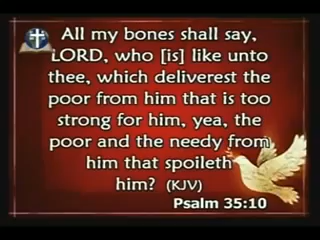 All my bones shall say,
LORD, who [is] like unto
thee, which deliverest the
poor from him that is too
strong for him, yea, the
poor and the needy from
him that spoileth
him? (KJV)
Psalm 35:10